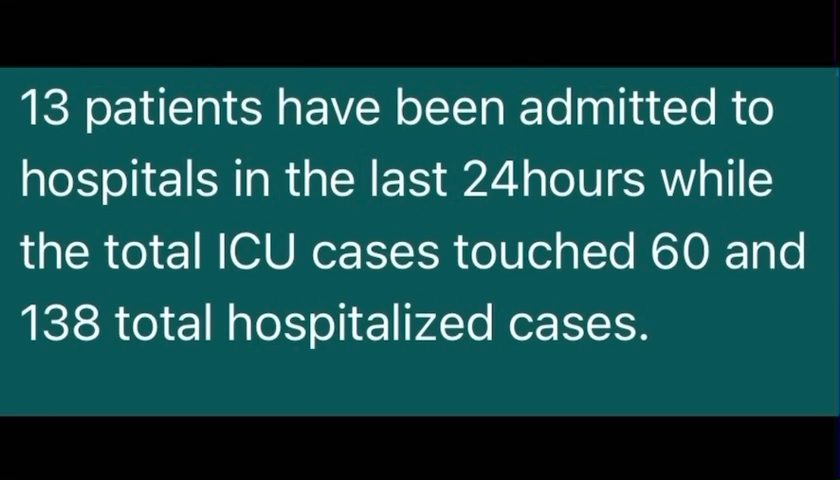 13 patients have been admitted to
hospitals in the last 24hours while
the total ICU cases touched 60 and
138 total hospitalized cases.